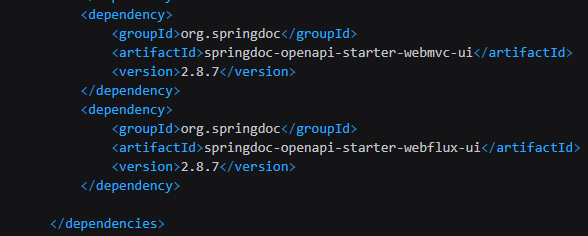 <dependency>
<groupId>org.springdoc</groupId>
<artifactId>springdoc-openapi-starter-webmvc-ui</artifactId>
<version>2.8.7</version>
</dependency>
<dependency>
<groupId>org.springdoc</groupId>
<artifactId>springdoc-openapi-starter-webflux-ui</artifactId>
<version>2.8.7</version>
</dependency>
</dependencies>